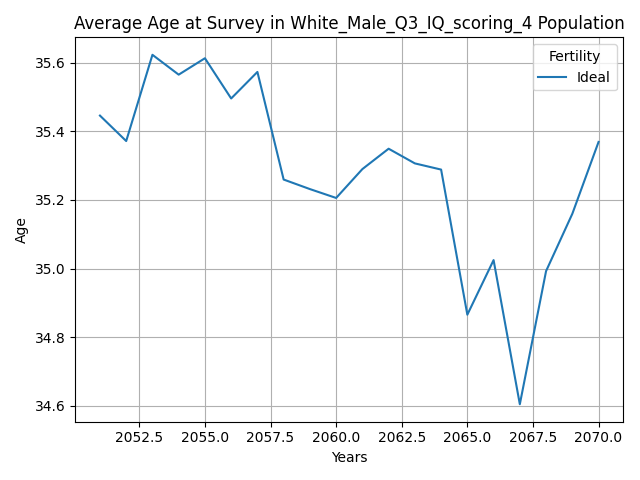 Average Age at Survey in White_Male_Q3_IQ_scoring_4 Population
Fertility
Ideal
35.6
35.4
35.2
35.0
34.8
34.6
Age
2052.5 2055.0 2057.5 2060.0 2062.5 2065.0 2067.5 2070.0
Years